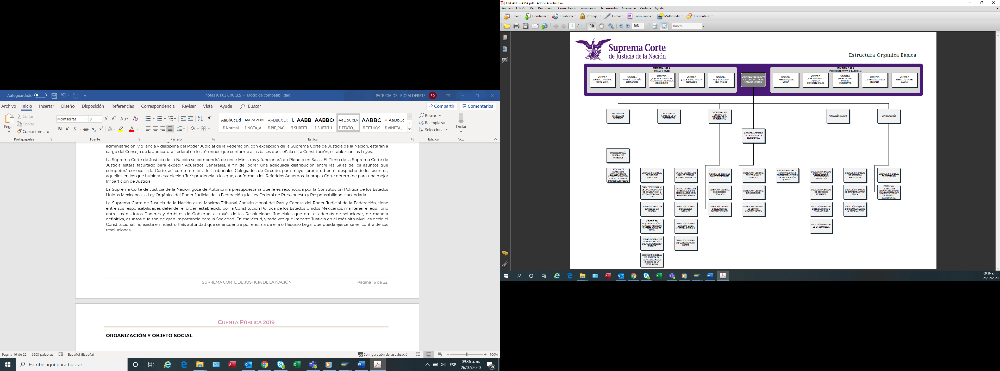 Autoguardado
notas J01.02 CRUCES - Modo de compatibilidad
PATRICIA DEL RIO ALDERETE
PD
Archivo Inicio Insertar Diseño Disposición Referencias Correspondencia Revisar Vista Ayuda Buscar
Compartir Comentarios
Pegar
Cortar
Copiar
Copiar formato
Portapapeles
Montserrat 9
Fuente
Párrafo
AaBbCcDd AaBbCcDdI AaBbCcD AABB AABBC AaBbCcD AABBC AaBbCc
¶ Normal ¶ NOTA_A... ¶ PIE_PAG... ¶ SUBTITU... ¶ SUBTITU... ¶ TEXTO_... ¶ TITULOS ¶ VIÑETA_...
Estilos
Buscar
Reemplazar
Seleccionar
Edición
Dictar
Voz
administración, vigilancia y disciplina del Poder Judicial de la Federación, con excepción de la Suprema Corte de Justicia de la Nación, estarán a
cargo del Consejo de la Judicatura Federal en los términos que conforme a las bases que señala esta Constitución, establezcan las Leyes.
La Suprema Corte de Justicia de la Nación se compondrá de once Ministros y funcionará en Pleno o en Salas. El Pleno de la Suprema Corte de
Justicia estará facultado para expedir Acuerdos Generales, a fin de lograr una adecuada distribución entre las Salas de los asuntos que
competerá conocer a la Corte, así como remitir a los Tribunales Colegiados de Circuito, para mayor prontitud en el despacho de los asuntos,
aquéllos en los que hubiera establecido Jurisprudencia o los que, conforme a los Referidos Acuerdos, la propia Corte determine para una mejor
Impartición de Justicia.
La Suprema Corte de Justicia de la Nación goza de Autonomía presupuestaria que le es reconocida por la Constitución Política de los Estados
Unidos Mexicanos, la Ley Orgánica del Poder Judicial de la Federación y la Ley Federal de Presupuesto y Responsabilidad Hacendaria.
La Suprema Corte de Justicia de la Nación es el Máximo Tribunal Constitucional del País y Cabeza del Poder Judicial de la Federación, tiene
entre sus responsabilidades defender el orden establecido por la Constitución Política de los Estados Unidos Mexicanos; mantener el equilibrio
entre los distintos Poderes y Ámbitos de Gobierno, a través de las Resoluciones Judiciales que emite; además de solucionar, de manera
definitiva, asuntos que son de gran importancia para la Sociedad. En esa virtud, y toda vez que Imparte Justicia en el más alto nivel, es decir, el
Constitucional, no existe en nuestro País autoridad que se encuentre por encima de ella o Recurso Legal que pueda ejercerse en contra de sus
resoluciones.
SUPREMA CORTE DE JUSTICIA DE LA NACIÓN
Página 16 de 22
CUENTA PÚBLICA 2019
ORGANIZACIÓN Y OBJETO SOCIAL
Página 16 de 22 6263 palabras Español (España)
Configuración de visualización
100%
Escribe aquí para buscar
ESP
09:36 a. m.
26/02/2020
38
ORGANIGRAMA.pdf - Adobe Acrobat Pro
Archivo Edición Ver Documento Comentarios Formularios Herramientas Avanzadas Ventana Ayuda
Crear Combinar Colaborar Proteger Firmar Formularios Multimedia Comentario
1 / 1
50%
Buscar
Suprema Corte
de Justicia de la Nación
Estructura Orgánica Básica
PRIMERA SALA
(PENAL Y CIVIL)
MINISTRO
ALFREDO GUTIÉRREZ
ORTIZ MENA
MINISTRA
NORMA LUCÍA PIÑA
HERNÁNDEZ
MINISTRO
JUAN LUIS GONZÁLEZ
ALCÁNTARA CARRANCÁ
(PRESIDENTE)
MINISTRO
JORGE MARIO PARDO
REBOLLEDO
MINISTRA
ANA MARGARITA
RÍOS-FARJAT
MINISTRO PRESIDENTE
ARTURO ZALDÍVAR
LELO DE LARREA
SEGUNDA SALA
(ADMINISTRATIVA Y LABORAL)
MINISTRA
YASMÍN ESQUIVEL
MOSSA
MINISTRO
JOSÉ FERNANDO
FRANCO
GONZÁLEZ SALAS
MINISTRO
JAVIER LAYNEZ
POTISEK
(PRESIDENTE)
MINISTRO
LUIS MARÍA AGUILAR
MORALES
MINISTRO
ALBERTO G. PÉREZ
DAYÁN
SECRETARÍA
GENERAL DE
ACUERDOS
SECRETARÍA
GENERAL DE LA
PRESIDENCIA
COORDINACIÓN
GENERAL DE
ASESORES DE LA
PRESIDENCIA
OFICIALÍA MAYOR
CONTRALORÍA
COORDINACIÓN DE
LA OFICINA DE LA
PRESIDENCIA
SUBSECRETARÍA
GENERAL DE
ACUERDOS
SECCIÓN DE
TRÁMITE DE
CONTROVERSIAS
CONSTITUCIONALES
Y DE ACCIONES DE
INCONSTITUCIONALIDAD
DIRECCIÓN GENERAL
DE ASUNTOS
JURÍDICOS
UNIDAD GENERAL DE
ENLACE CON LOS
PODERES FEDERALES
CENTRO DE ESTUDIOS
CONSTITUCIONALES
DIRECCIÓN GENERAL
DE ATENCIÓN Y
SERVICIOS
UNIDAD GENERAL DE
TRANSPARENCIA Y
SISTEMATIZACIÓN DE
LA INFORMACIÓN
JUDICIAL
DIRECCIÓN GENERAL
DE PLANEACIÓN,
SEGUIMIENTO E
INNOVACIÓN
DIRECCIÓN GENERAL
DE RECURSOS
MATERIALES
DIRECCIÓN GENERAL
DE AUDITORÍA
DIRECCIÓN GENERAL
DE LA COORDINACIÓN
DE COMPILACIÓN Y
SISTEMATIZACIÓN DE
TESIS
UNIDAD GENERAL DE
INVESTIGACIÓN DE
RESPONSABILIDADES
ADMINISTRATIVAS
DIRECCIÓN GENERAL
DE DERECHOS
HUMANOS
DIRECCIÓN GENERAL
DE SEGURIDAD
DIRECCIÓN GENERAL
DE RECURSOS
HUMANOS
DIRECCIÓN GENERAL
DE INFRAESTRUCTURA
FÍSICA
DIRECCIÓN
GENERAL DE
RESPONSABILIDADES
ADMINISTRATIVAS Y
DE REGISTRO
PATRIMONIAL
UNIDAD GENERAL DE
IGUALDAD DE
GÉNERO
DIRECCIÓN GENERAL
DE SERVICIOS
MÉDICOS
DIRECCIÓN GENERAL
DE RELACIONES
INSTITUCIONALES
DIRECCIÓN GENERAL
DE GESTIÓN
ADMINISTRATIVA
DIRECCIÓN GENERAL
DE PRESUPUESTO Y
CONTABILIDAD
DIRECCIÓN GENERAL
DE TECNOLOGÍAS DE
LA INFORMACIÓN
CENTRO DE
DOCUMENTACIÓN Y
ANÁLISIS, ARCHIVOS
Y COMPILACIÓN DE
LEYES
DIRECCIÓN GENERAL
DE CASAS DE LA
CULTURA JURÍDICA
DIRECCIÓN GENERAL
DE LA TESORERÍA
UNIDAD GENERAL DE
ADMINISTRACIÓN
DEL CONOCIMIENTO
JURÍDICO
DIRECCIÓN GENERAL
DE COMUNICACIÓN
SOCIAL
DIRECCIÓN GENERAL
DE JUSTICIA TV
CANAL DEL PODER
JUDICIAL DE LA
FEDERACIÓN
09:36 a. m.
26/02/2020